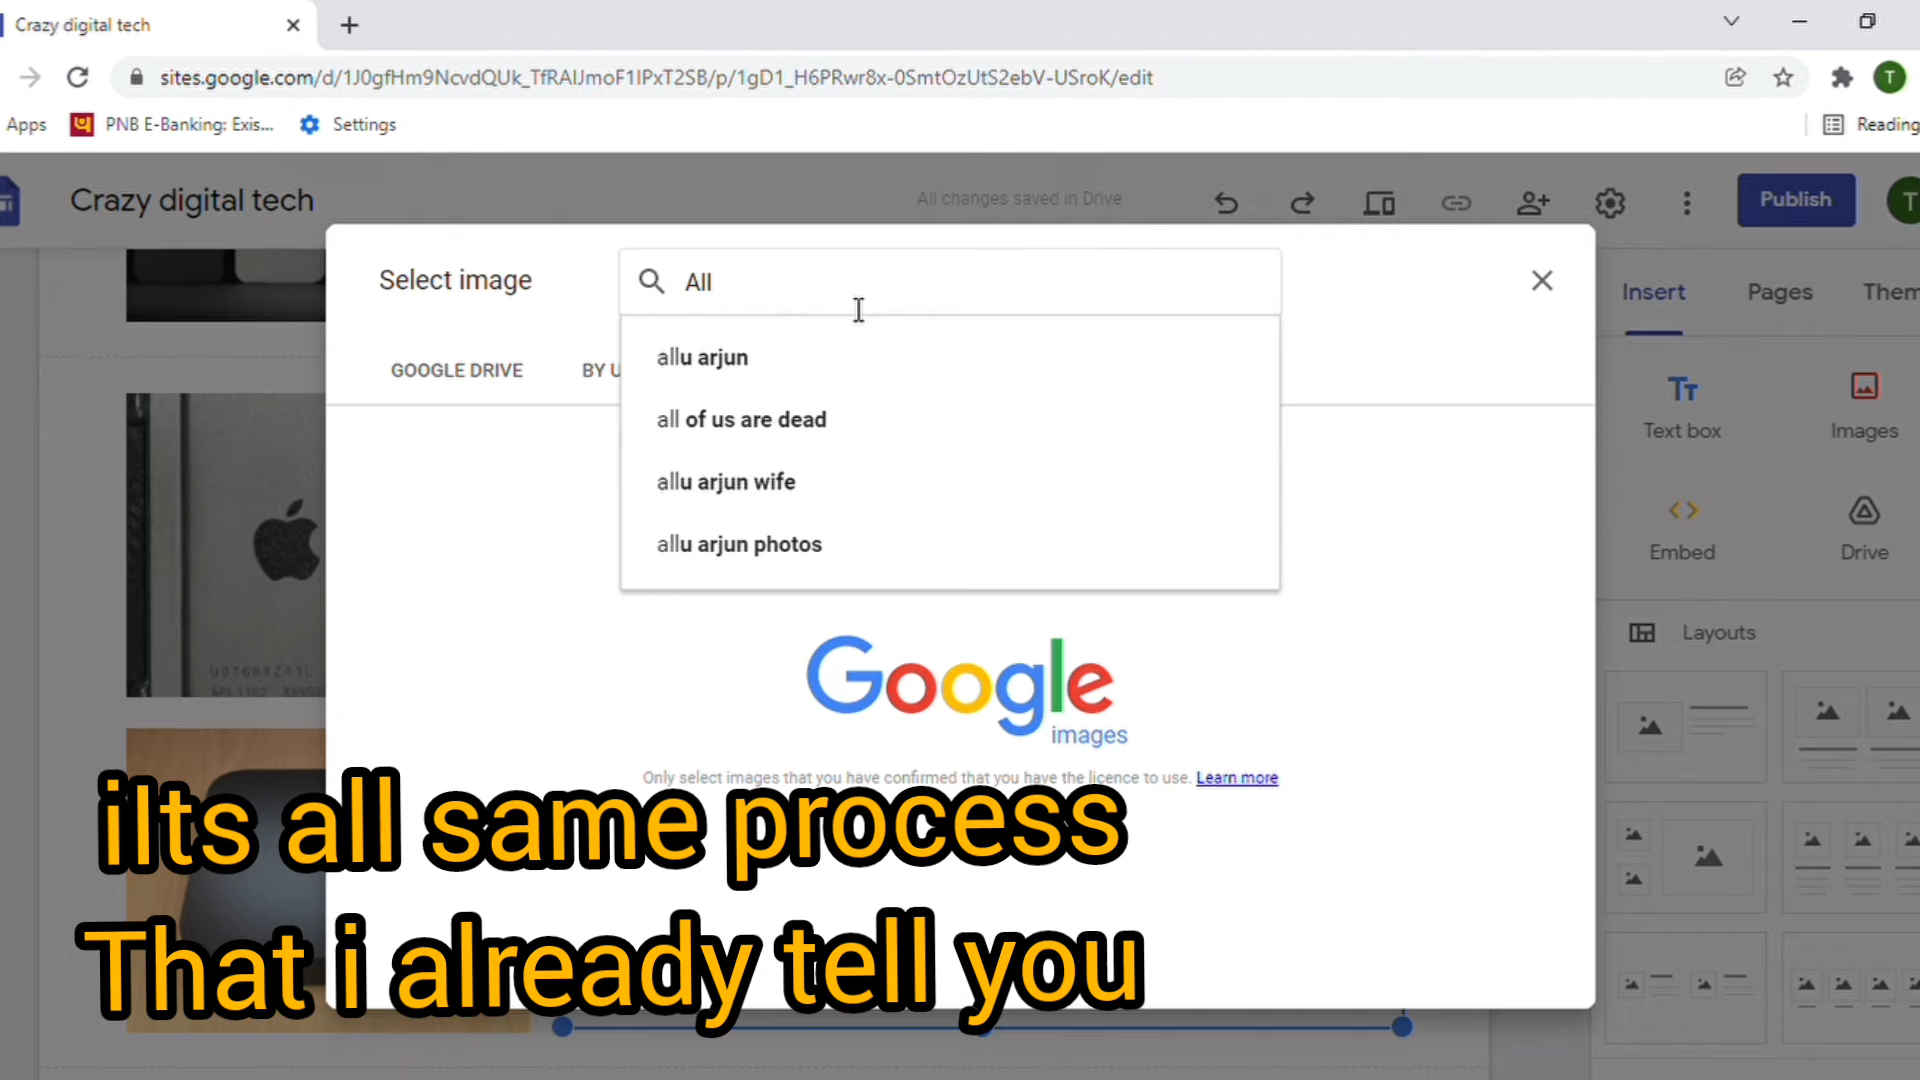 Crazy digital tech
sites.google.com/d/1J0gfHm9NcvdQUk_TfRAIJmoF1IPxT2SB/p/1gD1_H6PRwr8x-0SmtOzUtS2ebV-USroK/edit
T
Apps
PNB E-Banking: Exis...
Settings
Reading
Crazy digital tech
All changes saved in Drive
Publish
T
Select image
All
Insert
Pages
Them
allu arjun
GOOGLE DRIVE
BY U
all of us are dead
allu arjun wife
allu arjun photos
Text box
Images
Embed
Drive
Layouts
Google
images
Only select images that you have confirmed that you have the licence to use. Learn more
iIts all same process
That i already tell you